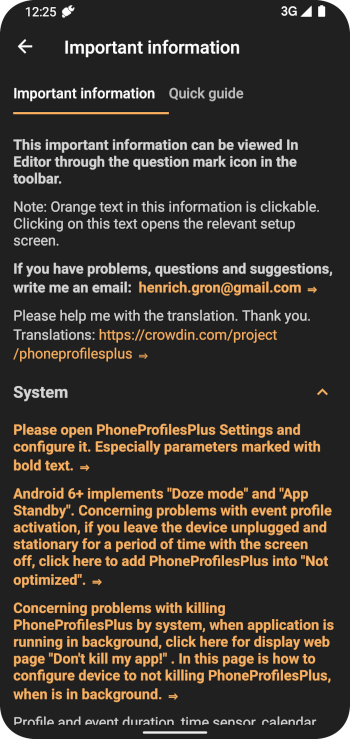 12:25
3G
Important information
Important information Quick guide
This important information can be viewed In
Editor through the question mark icon in the
toolbar.
Note: Orange text in this information is clickable.
Clicking on this text opens the relevant setup
screen.
If you have problems, questions and suggestions,
write me an email: henrich.gron@gmail.com ⇒
Please help me with the translation. Thank you.
Translations: https://crowdin.com/project
/phoneprofilesplus ⇒
System
Please open PhoneProfilesPlus Settings and
configure it. Especially parameters marked with
bold text. ⇒
Android 6+ implements "Doze mode" and "App
Standby". Concerning problems with event profile
activation, if you leave the device unplugged and
stationary for a period of time with the screen
off, click here to add PhoneProfilesPlus into "Not
optimized". ⇒
Concerning problems with killing
PhoneProfilesPlus by system, when application is
running in background, click here for display web
page "Don't kill my app!" . In this page is how to
configure device to not killing PhoneProfilesPlus,
when is in background. ⇒
Profile and event duration, time sensor, calendar